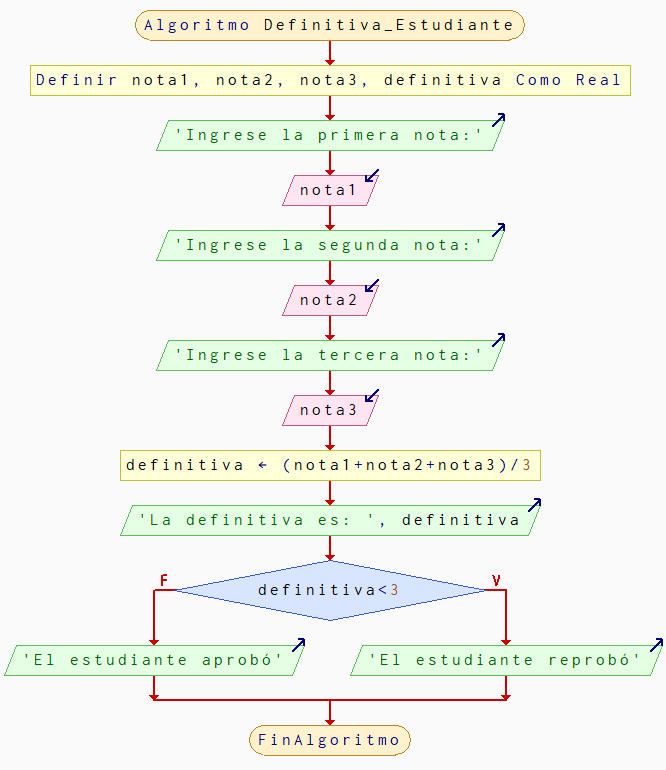 Algoritmo Definitiva_Estudiante
Definir nota1, nota2, nota3, definitiva Como Real
'Ingrese la primera nota:'
nota1
'Ingrese la segunda nota:'
nota2
'Ingrese la tercera nota:'
nota3
definitiva ← (nota1+nota2+nota3)/3
'La definitiva es: ', definitiva
F
V
definitiva<3
'El estudiante aprobó'
'El estudiante reprobó'
FinAlgoritmo